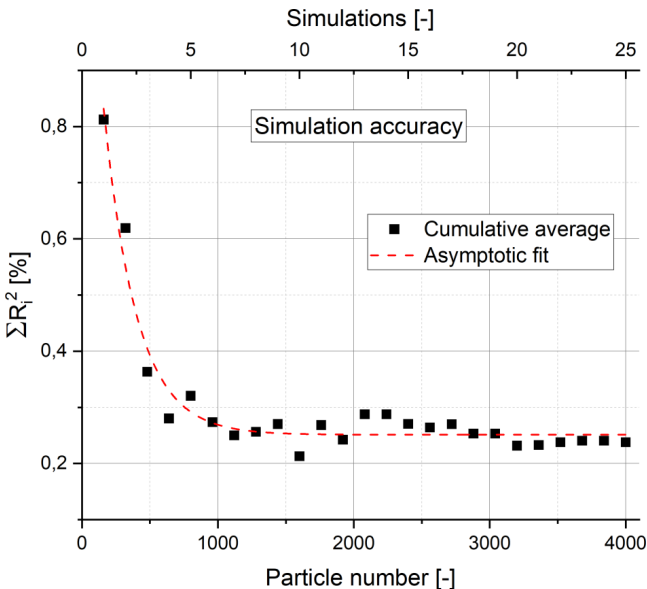 Simulations [-]
0 5 10 15 20 25
Simulation accuracy
Cumulative average
Asymptotic fit
ΣRᵢ² [%]
0,8
0,6
0,4
0,2
0 1000 2000 3000 4000
Particle number [-]